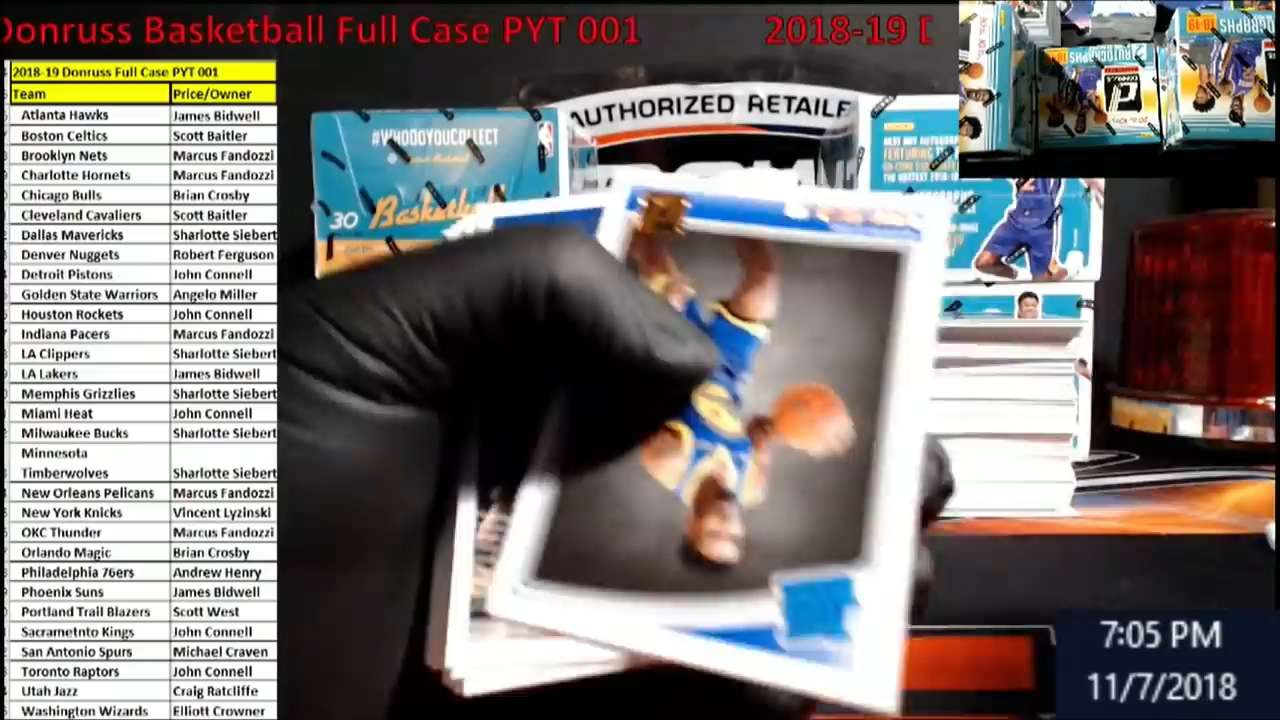 Donruss Basketball Full Case PYT 001 2018-19 D
2018-19 Donruss Full Case PYT 001
Team Price/Owner
Atlanta Hawks James Bidwell
Boston Celtics Scott Baitler
Brooklyn Nets Marcus Fandozzi
Charlotte Hornets Marcus Fandozzi
Chicago Bulls Brian Crosby
Cleveland Cavaliers Scott Baitler
Dallas Mavericks Sharlotte Siebert
Denver Nuggets Robert Ferguson
Detroit Pistons John Connell
Golden State Warriors Angelo Miller
Houston Rockets John Connell
Indiana Pacers Marcus Fandozzi
LA Clippers Sharlotte Siebert
LA Lakers James Bidwell
Memphis Grizzlies Sharlotte Siebert
Miami Heat John Connell
Milwaukee Bucks Sharlotte Siebert
Minnesota
Timberwolves Sharlotte Siebert
New Orleans Pelicans Marcus Fandozzi
New York Knicks Vincent Lyzinski
OKC Thunder Marcus Fandozzi
Orlando Magic Brian Crosby
Philadelphia 76ers Andrew Henry
Phoenix Suns James Bidwell
Portland Trail Blazers Scott West
Sacrametnto Kings John Connell
San Antonio Spurs Michael Craven
Toronto Raptors John Connell
Utah Jazz Craig Ratcliffe
Washington Wizards Elliott Crowner
#WHODOYOUCOLLECT
30 Basketball
AUTHORIZED RETAILE
7:05 PM
11/7/2018